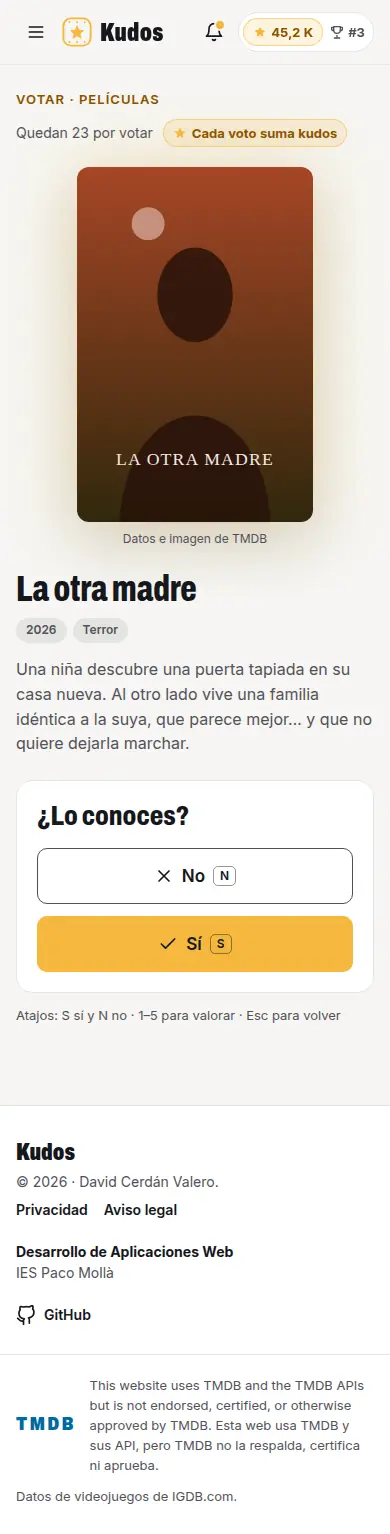 Kudos
45,2 K
#3
VOTAR · PELÍCULAS
Quedan 23 por votar
Cada voto suma kudos
LA OTRA MADRE
Datos e imagen de TMDB
La otra madre
2026
Terror
Una niña descubre una puerta tapiada en su
casa nueva. Al otro lado vive una familia
idéntica a la suya, que parece mejor... y que no
quiere dejarla marchar.
¿Lo conoces?
No N
Sí S
Atajos: S sí y N no · 1–5 para valorar · Esc para volver
Kudos
© 2026 · David Cerdán Valero.
Privacidad Aviso legal
Desarrollo de Aplicaciones Web
IES Paco Mollà
GitHub
TMDB
This website uses TMDB and the TMDB APIs
but is not endorsed, certified, or otherwise
approved by TMDB. Esta web usa TMDB y
sus API, pero TMDB no la respalda, certifica
ni aprueba.
Datos de videojuegos de IGDB.com.